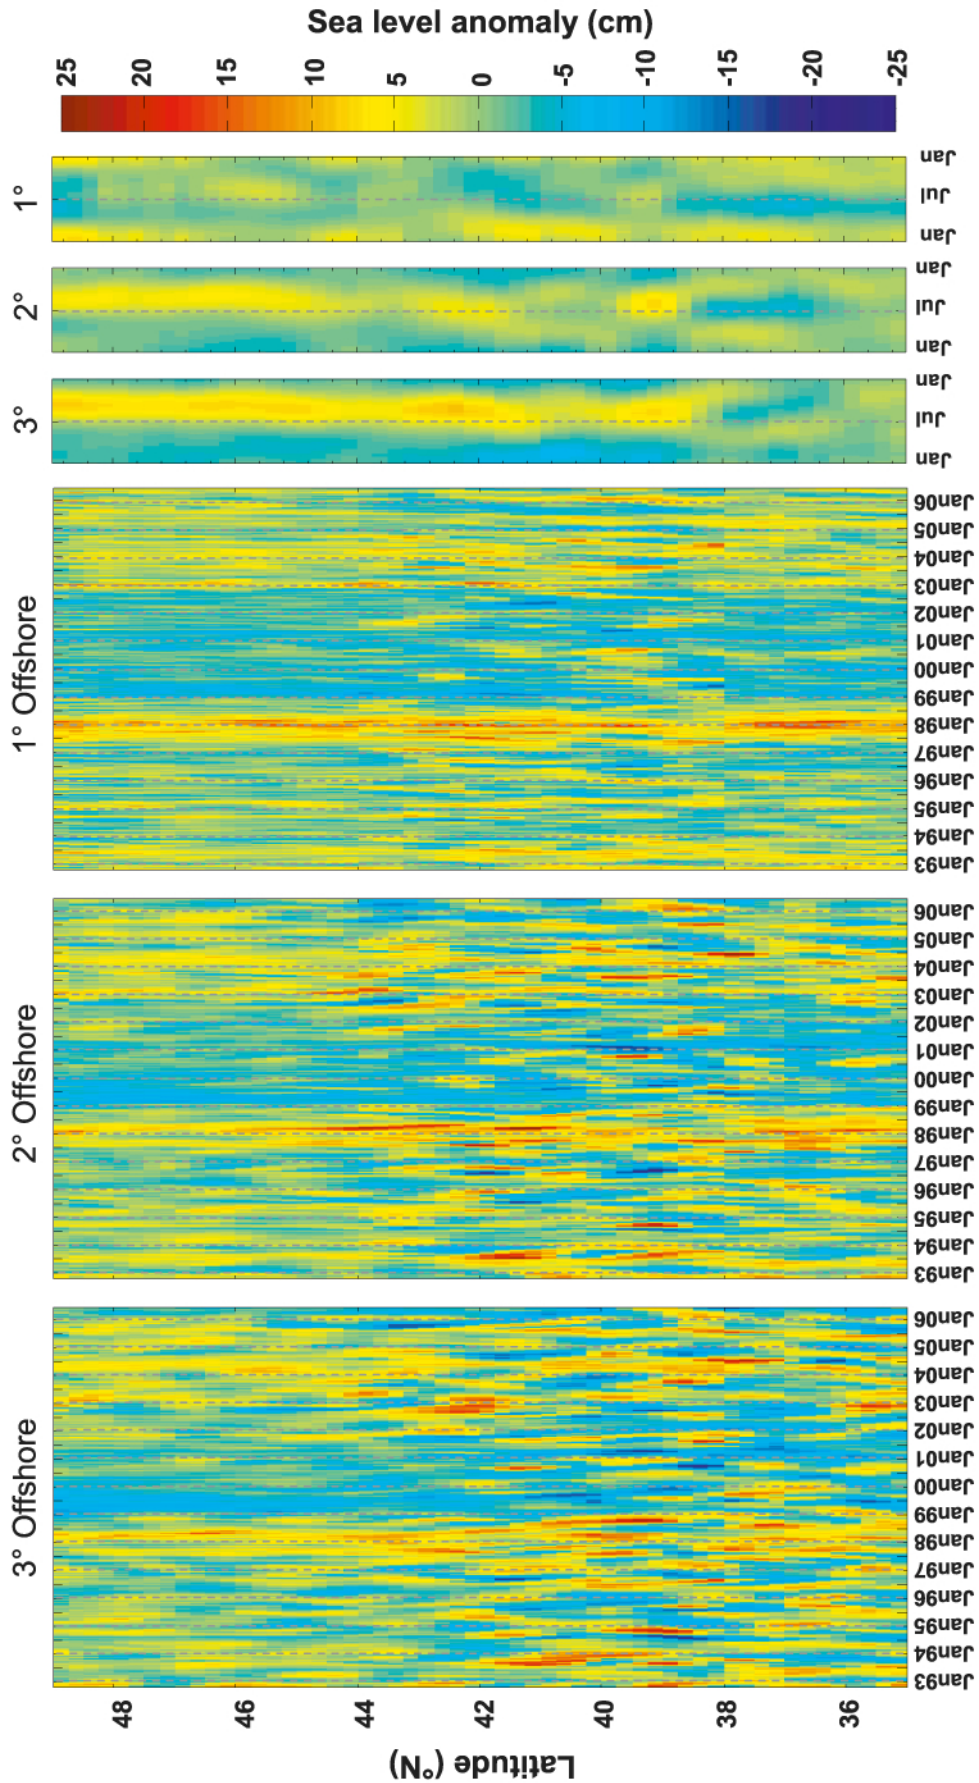 Sea level anomaly (cm)
25
20
15
10
5
0
-5
-10
-15
-20
-25
1°
Jan
Jul
Jan
2°
Jan
Jul
Jan
3°
Jan
Jul
Jan
1° Offshore
Jan06
Jan05
Jan04
Jan03
Jan02
Jan01
Jan00
Jan99
Jan98
Jan97
Jan96
Jan95
Jan94
Jan93
2° Offshore
Jan06
Jan05
Jan04
Jan03
Jan02
Jan01
Jan00
Jan99
Jan98
Jan97
Jan96
Jan95
Jan94
Jan93
3° Offshore
Jan06
Jan05
Jan04
Jan03
Jan02
Jan01
Jan00
Jan99
Jan98
Jan97
Jan96
Jan95
Jan94
Jan93
48
46
44
42
40
38
36
Latitude (°N)